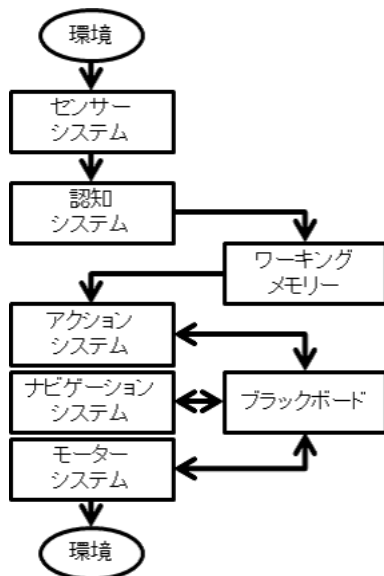 環境
センサー
システム
認知
システム
ワーキング
メモリー
アクション
システム
ナビゲーション
システム
ブラックボード
モーター
システム
環境